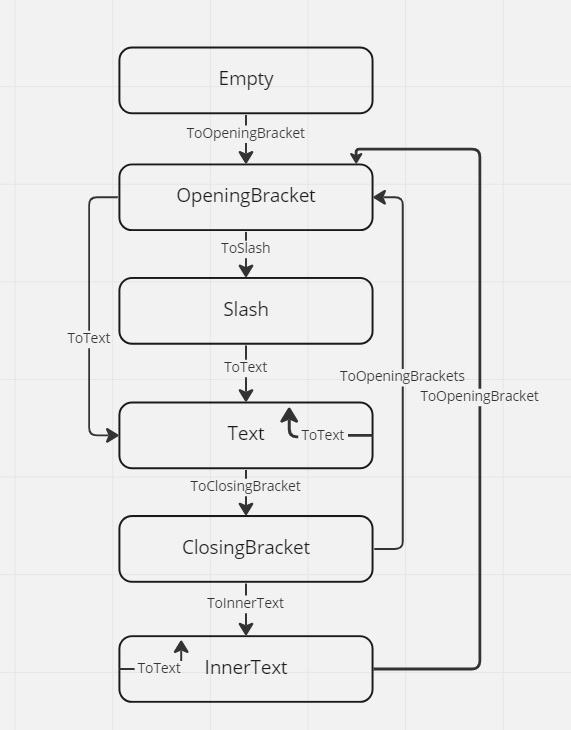 Empty
ToOpeningBracket
OpeningBracket
ToSlash
Slash
ToText
ToText
ToOpeningBrackets
ToOpeningBracket
Text
ToText
ToClosingBracket
ClosingBracket
ToInnerText
ToText
InnerText